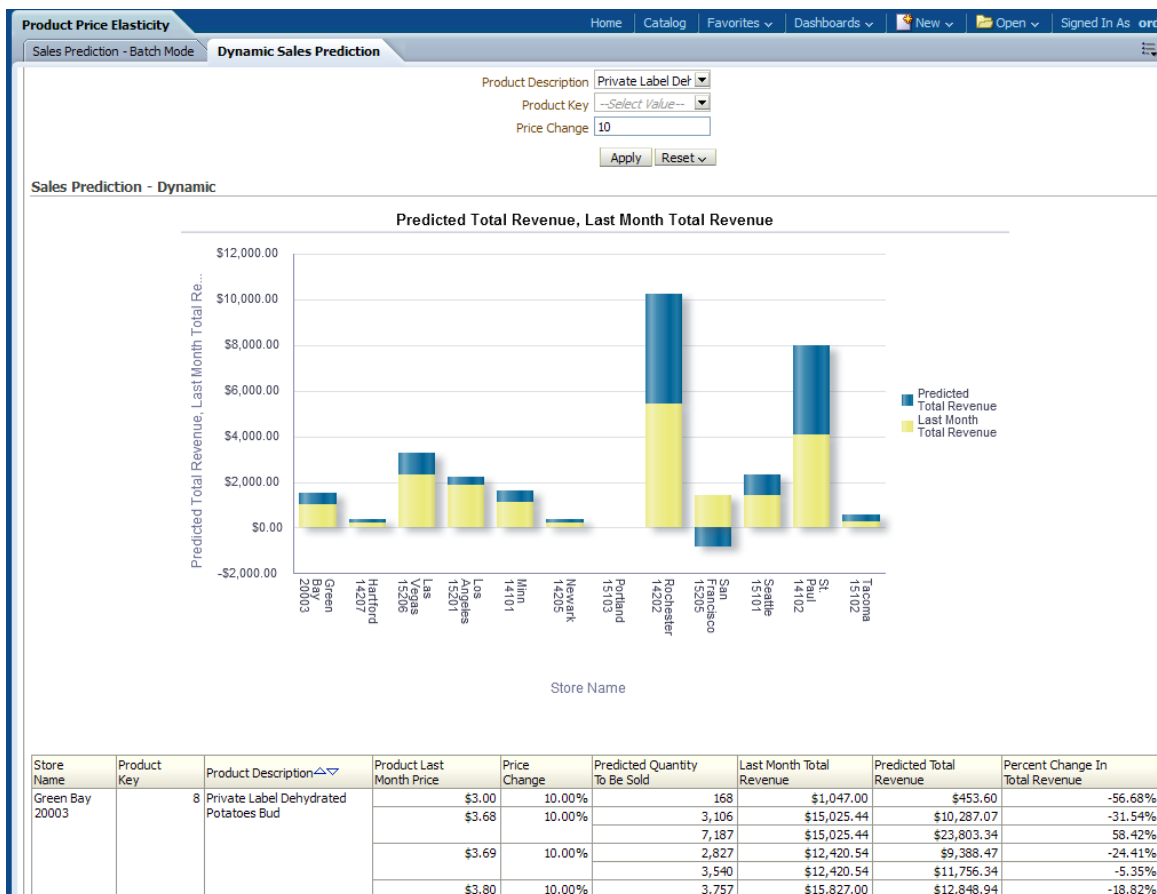 Product Price Elasticity
Home Catalog Favorites Dashboards New Open Signed In As
Sales Prediction - Batch Mode Dynamic Sales Prediction
Product Description Private Label Deh
Product Key --Select Value--
Price Change 10
Apply Reset
Sales Prediction - Dynamic
Predicted Total Revenue, Last Month Total Revenue
Predicted Total Revenue, Last Month Total Re...
$12,000.00
$10,000.00
$8,000.00
$6,000.00
$4,000.00
$2,000.00
$0.00
-$2,000.00
Predicted
Total Revenue
Last Month
Total Revenue
Green
Bay
20003
Hartford
14207
Las
Vegas
15206
Los
Angeles
15201
Minn
14101
Newark
14205
Portland
15103
Rochester
14202
San
Francisco
15205
Seattle
15101
St.
Paul
14102
Tacoma
15102
Store Name
Store Name Product Key Product Description Product Last Month Price Price Change Predicted Quantity To Be Sold Last Month Total Revenue Predicted Total Revenue Percent Change In Total Revenue
Green Bay 20003 8 Private Label Dehydrated Potatoes Bud $3.00 10.00% 168 $1,047.00 $453.60 -56.68%
$3.68 10.00% 3,106 $15,025.44 $10,287.07 -31.54%
7,187 $15,025.44 $23,803.34 58.42%
$3.69 10.00% 2,827 $12,420.54 $9,388.47 -24.41%
3,540 $12,420.54 $11,756.34 -5.35%
$3.80 10.00% 3,757 $15,827.00 $12,848.94 -18.82%